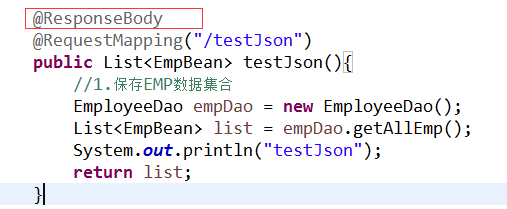 @ResponseBody
@RequestMapping("/testJson")
public List<EmpBean> testJson(){
//1.保存EMP数据集合
EmployeeDao empDao = new EmployeeDao();
List<EmpBean> list = empDao.getAllEmp();
System.out.println("testJson");
return list;
}